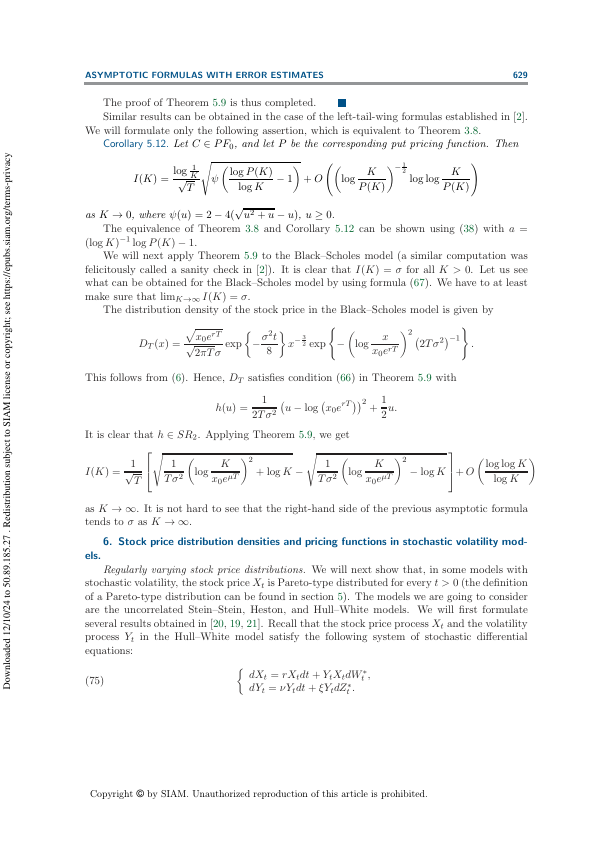 ASYMPTOTIC FORMULAS WITH ERROR ESTIMATES 629
The proof of Theorem 5.9 is thus completed. ■
Similar results can be obtained in the case of the left-tail-wing formulas established in [2].
We will formulate only the following assertion, which is equivalent to Theorem 3.8.
Corollary 5.12. Let C ∈ PF₀, and let P be the corresponding put pricing function. Then
I(K) = \frac{\log \frac{1}{K}}{\sqrt{T}} \sqrt{\psi\left(\frac{\log P(K)}{\log K} - 1\right)} + O\left(\left(\log \frac{K}{P(K)}\right)^{-\frac{1}{2}} \log\log \frac{K}{P(K)}\right)
as K → 0, where ψ(u) = 2 − 4(√(u² + u) − u), u ≥ 0.
The equivalence of Theorem 3.8 and Corollary 5.12 can be shown using (38) with a =
(log K)⁻¹ log P(K) − 1.
We will next apply Theorem 5.9 to the Black–Scholes model (a similar computation was
felicitously called a sanity check in [2]). It is clear that I(K) = σ for all K > 0. Let us see
what can be obtained for the Black–Scholes model by using formula (67). We have to at least
make sure that lim_{K→∞} I(K) = σ.
The distribution density of the stock price in the Black–Scholes model is given by
D_T(x) = \frac{\sqrt{x_0 e^{rT}}}{\sqrt{2\pi T}\sigma} \exp\left\{-\frac{\sigma^2 t}{8}\right\} x^{-\frac{3}{2}} \exp\left\{-\left(\log \frac{x}{x_0 e^{rT}}\right)^2 (2T\sigma^2)^{-1}\right\}.
This follows from (6). Hence, D_T satisfies condition (66) in Theorem 5.9 with
h(u) = \frac{1}{2T\sigma^2} \left(u - \log\left(x_0 e^{rT}\right)\right)^2 + \frac{1}{2}u.
It is clear that h ∈ SR₂. Applying Theorem 5.9, we get
I(K) = \frac{1}{\sqrt{T}} \left[\sqrt{\frac{1}{T\sigma^2}\left(\log \frac{K}{x_0 e^{\mu T}}\right)^2 + \log K} - \sqrt{\frac{1}{T\sigma^2}\left(\log \frac{K}{x_0 e^{\mu T}}\right)^2 - \log K}\right] + O\left(\frac{\log\log K}{\log K}\right)
as K → ∞. It is not hard to see that the right-hand side of the previous asymptotic formula
tends to σ as K → ∞.
6. Stock price distribution densities and pricing functions in stochastic volatility mod-
els.
Regularly varying stock price distributions. We will next show that, in some models with
stochastic volatility, the stock price X_t is Pareto-type distributed for every t > 0 (the definition
of a Pareto-type distribution can be found in section 5). The models we are going to consider
are the uncorrelated Stein–Stein, Heston, and Hull–White models. We will first formulate
several results obtained in [20, 19, 21]. Recall that the stock price process X_t and the volatility
process Y_t in the Hull–White model satisfy the following system of stochastic differential
equations:
(75) \begin{cases} dX_t = rX_t dt + Y_t X_t dW_t^*, \\ dY_t = \nu Y_t dt + \xi Y_t dZ_t^*. \end{cases}
Copyright © by SIAM. Unauthorized reproduction of this article is prohibited.
Downloaded 12/10/24 to 50.89.185.27 . Redistribution subject to SIAM license or copyright; see https://epubs.siam.org/terms-privacy